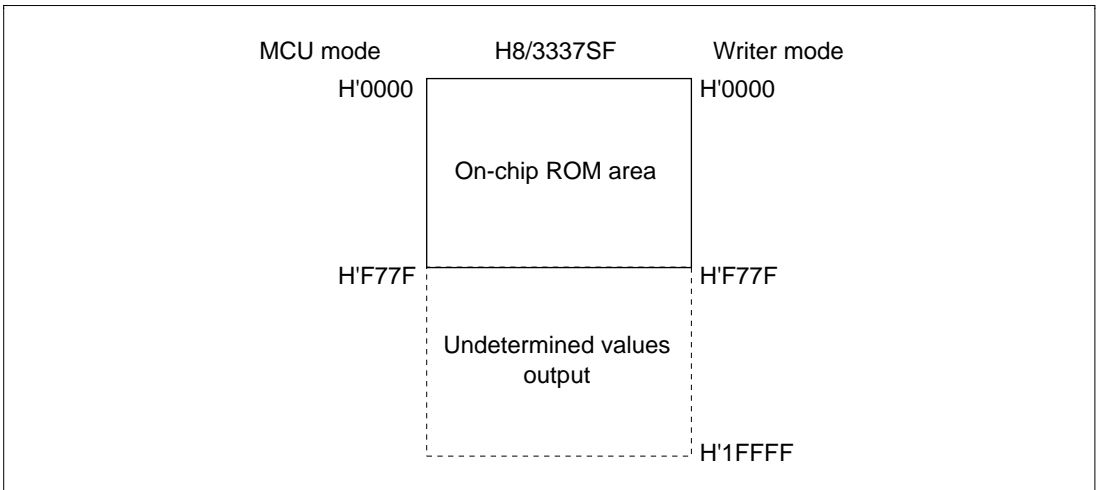 MCU mode H8/3337SF Writer mode
H'0000 H'0000
On-chip ROM area
H'F77F H'F77F
Undetermined values
output
H'1FFFF